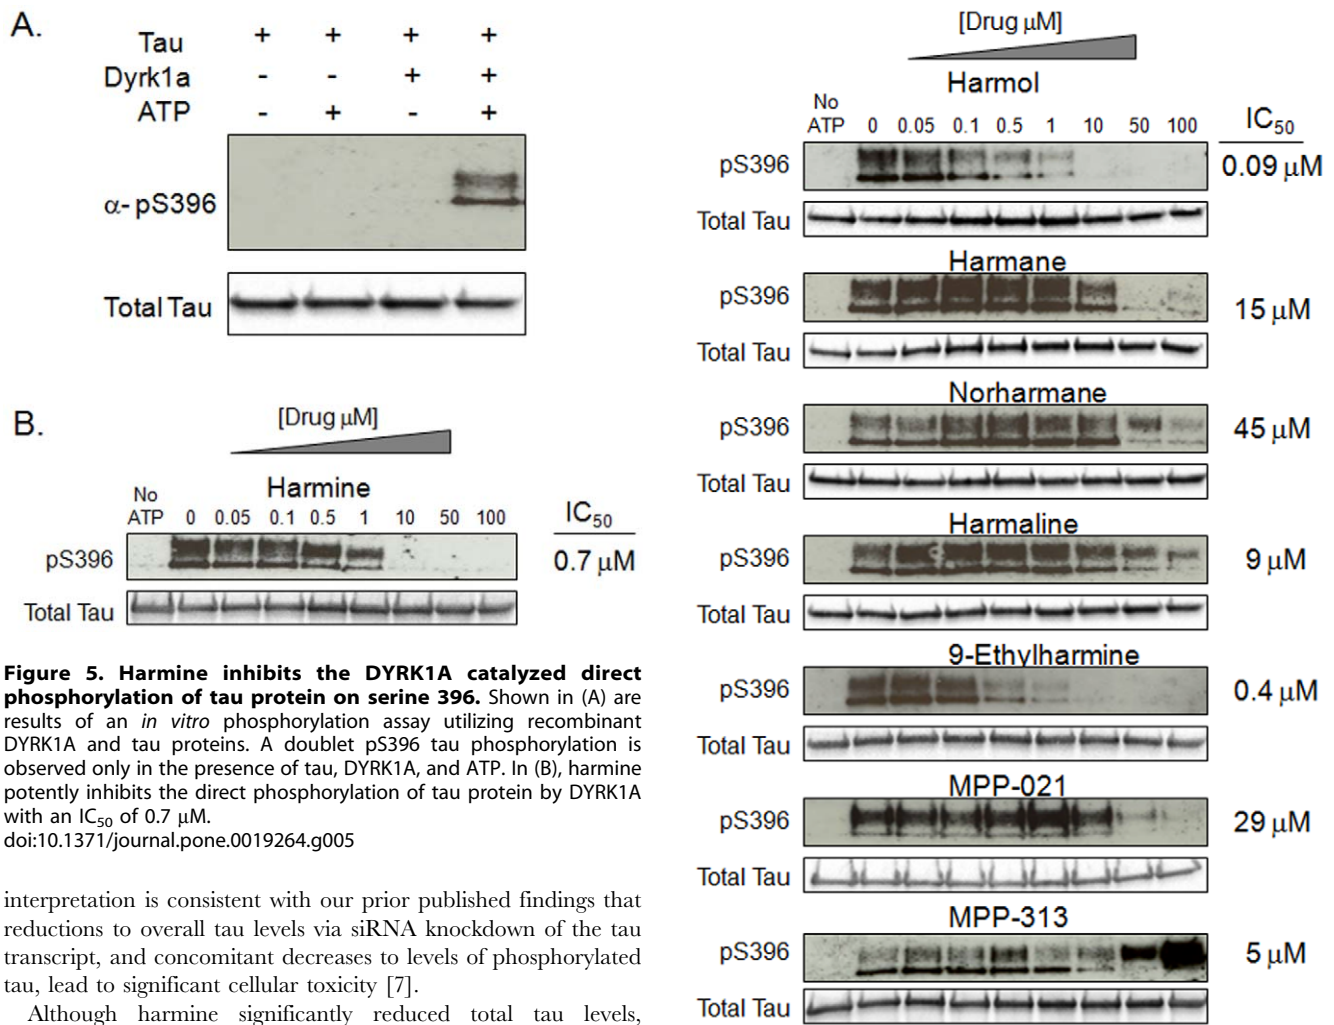 A.
Tau + + + +
Dyrk1a - - + +
ATP - + - +
α- pS396
Total Tau
B.
[Drug µM]
Harmine
No
ATP 0 0.05 0.1 0.5 1 10 50 100
IC50
pS396 0.7 µM
Total Tau
Figure 5. Harmine inhibits the DYRK1A catalyzed direct
phosphorylation of tau protein on serine 396. Shown in (A) are
results of an in vitro phosphorylation assay utilizing recombinant
DYRK1A and tau proteins. A doublet pS396 tau phosphorylation is
observed only in the presence of tau, DYRK1A, and ATP. In (B), harmine
potently inhibits the direct phosphorylation of tau protein by DYRK1A
with an IC50 of 0.7 µM.
doi:10.1371/journal.pone.0019264.g005
interpretation is consistent with our prior published findings that
reductions to overall tau levels via siRNA knockdown of the tau
transcript, and concomitant decreases to levels of phosphorylated
tau, lead to significant cellular toxicity [7].
Although harmine significantly reduced total tau levels,
[Drug µM]
Harmol
No
ATP 0 0.05 0.1 0.5 1 10 50 100
IC50
pS396 0.09 µM
Total Tau
Harmane
pS396 15 µM
Total Tau
Norharmane
pS396 45 µM
Total Tau
Harmaline
pS396 9 µM
Total Tau
9-Ethylharmine
pS396 0.4 µM
Total Tau
MPP-021
pS396 29 µM
Total Tau
MPP-313
pS396 5 µM
Total Tau